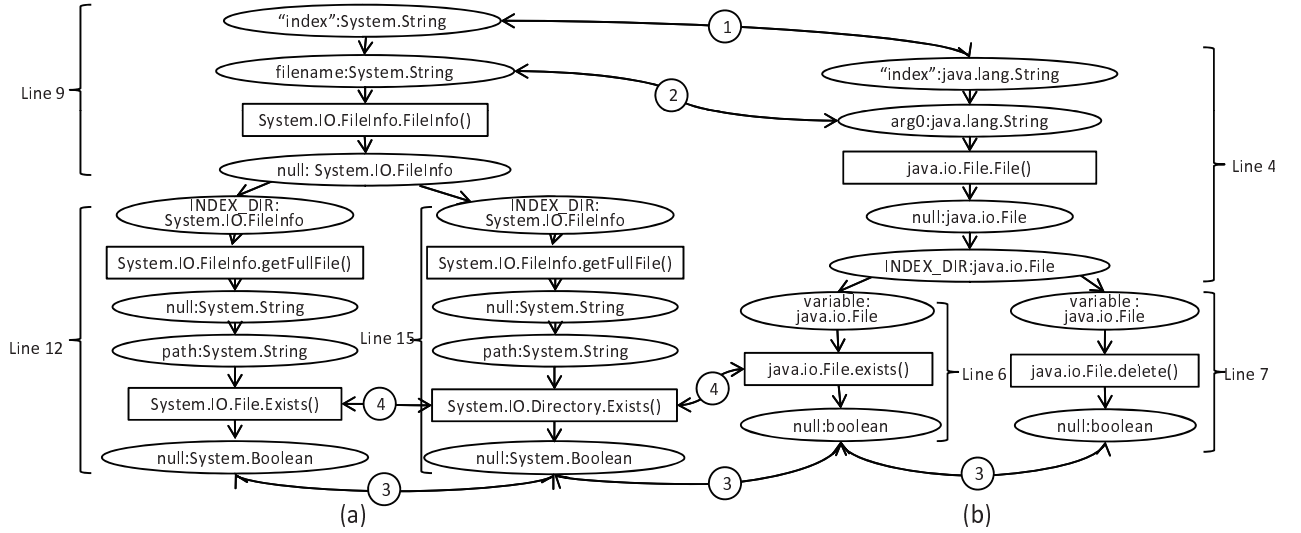 “index”:System.String
1
filename:System.String
Line 9
2
System.IO.FileInfo.FileInfo()
null: System.IO.FileInfo
INDEX_DIR:
System.IO.FileInfo
System.IO.FileInfo.getFullFile()
null:System.String
Line 12
path:System.String
System.IO.File.Exists()
null:System.Boolean
INDEX_DIR:
System.IO.FileInfo
System.IO.FileInfo.getFullFile()
null:System.String
Line 15
path:System.String
4
System.IO.Directory.Exists()
null:System.Boolean
3
(a)
“index”:java.lang.String
arg0:java.lang.String
java.io.File.File()
Line 4
null:java.io.File
INDEX_DIR:java.io.File
variable:
java.io.File
4
java.io.File.exists()
Line 6
null:boolean
3
variable :
java.io.File
java.io.File.delete()
Line 7
null:boolean
3
(b)